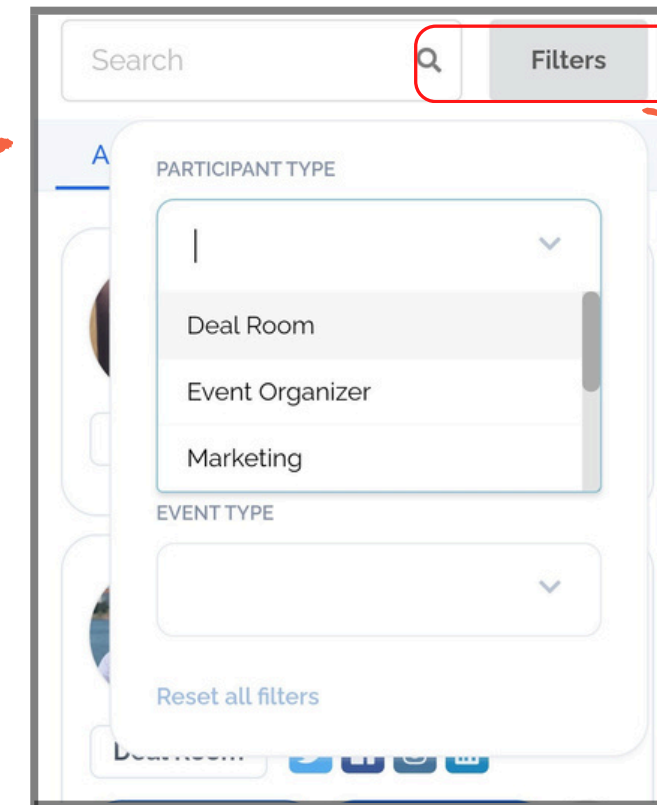 Search
Filters
A
PARTICIPANT TYPE
Deal Room
Event Organizer
Marketing
EVENT TYPE
Reset all filters